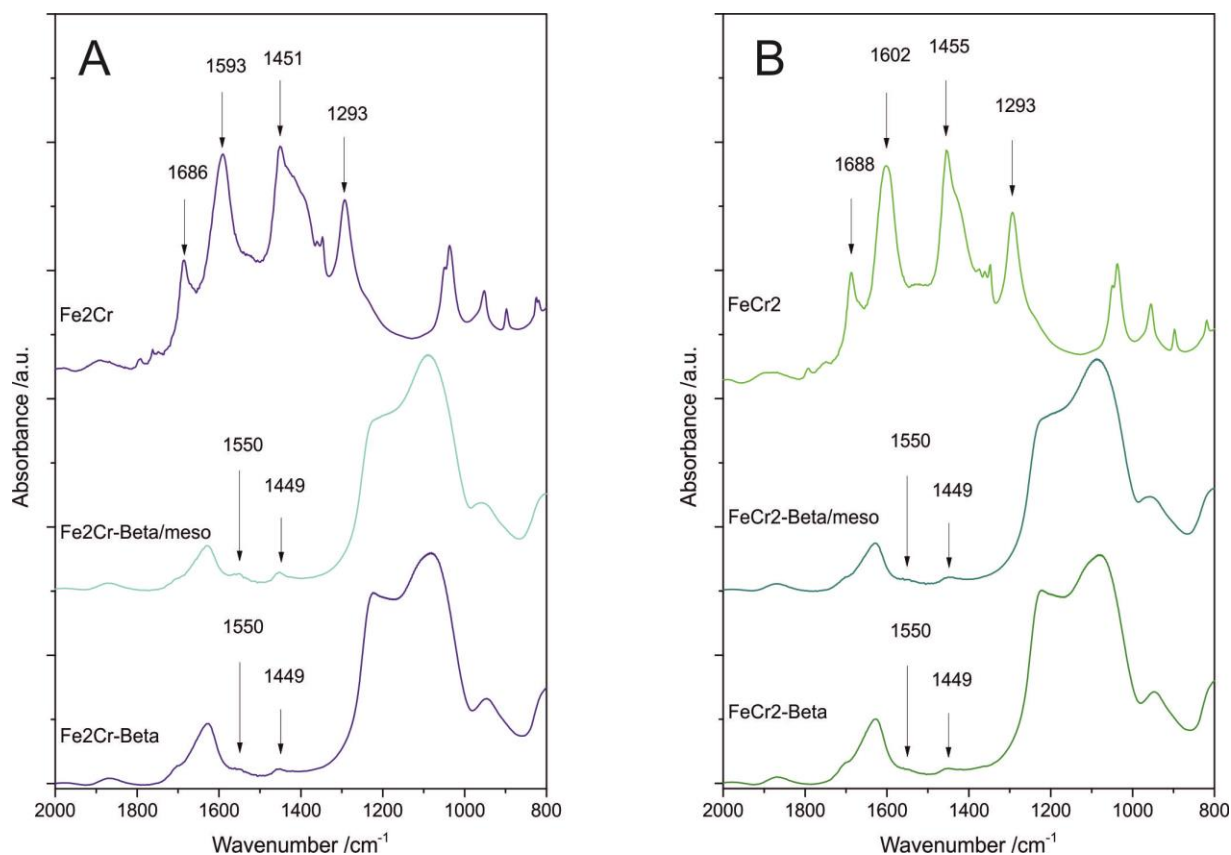 A
1593
1451
1293
1686
Fe2Cr
1550
1449
Fe2Cr-Beta/meso
1550
1449
Fe2Cr-Beta
Absorbance /a.u.
2000 1800 1600 1400 1200 1000 800
Wavenumber /cm-1
B
1602
1455
1293
1688
FeCr2
1550
1449
FeCr2-Beta/meso
1550
1449
FeCr2-Beta
Absorbance /a.u.
2000 1800 1600 1400 1200 1000 800
Wavenumber /cm-1